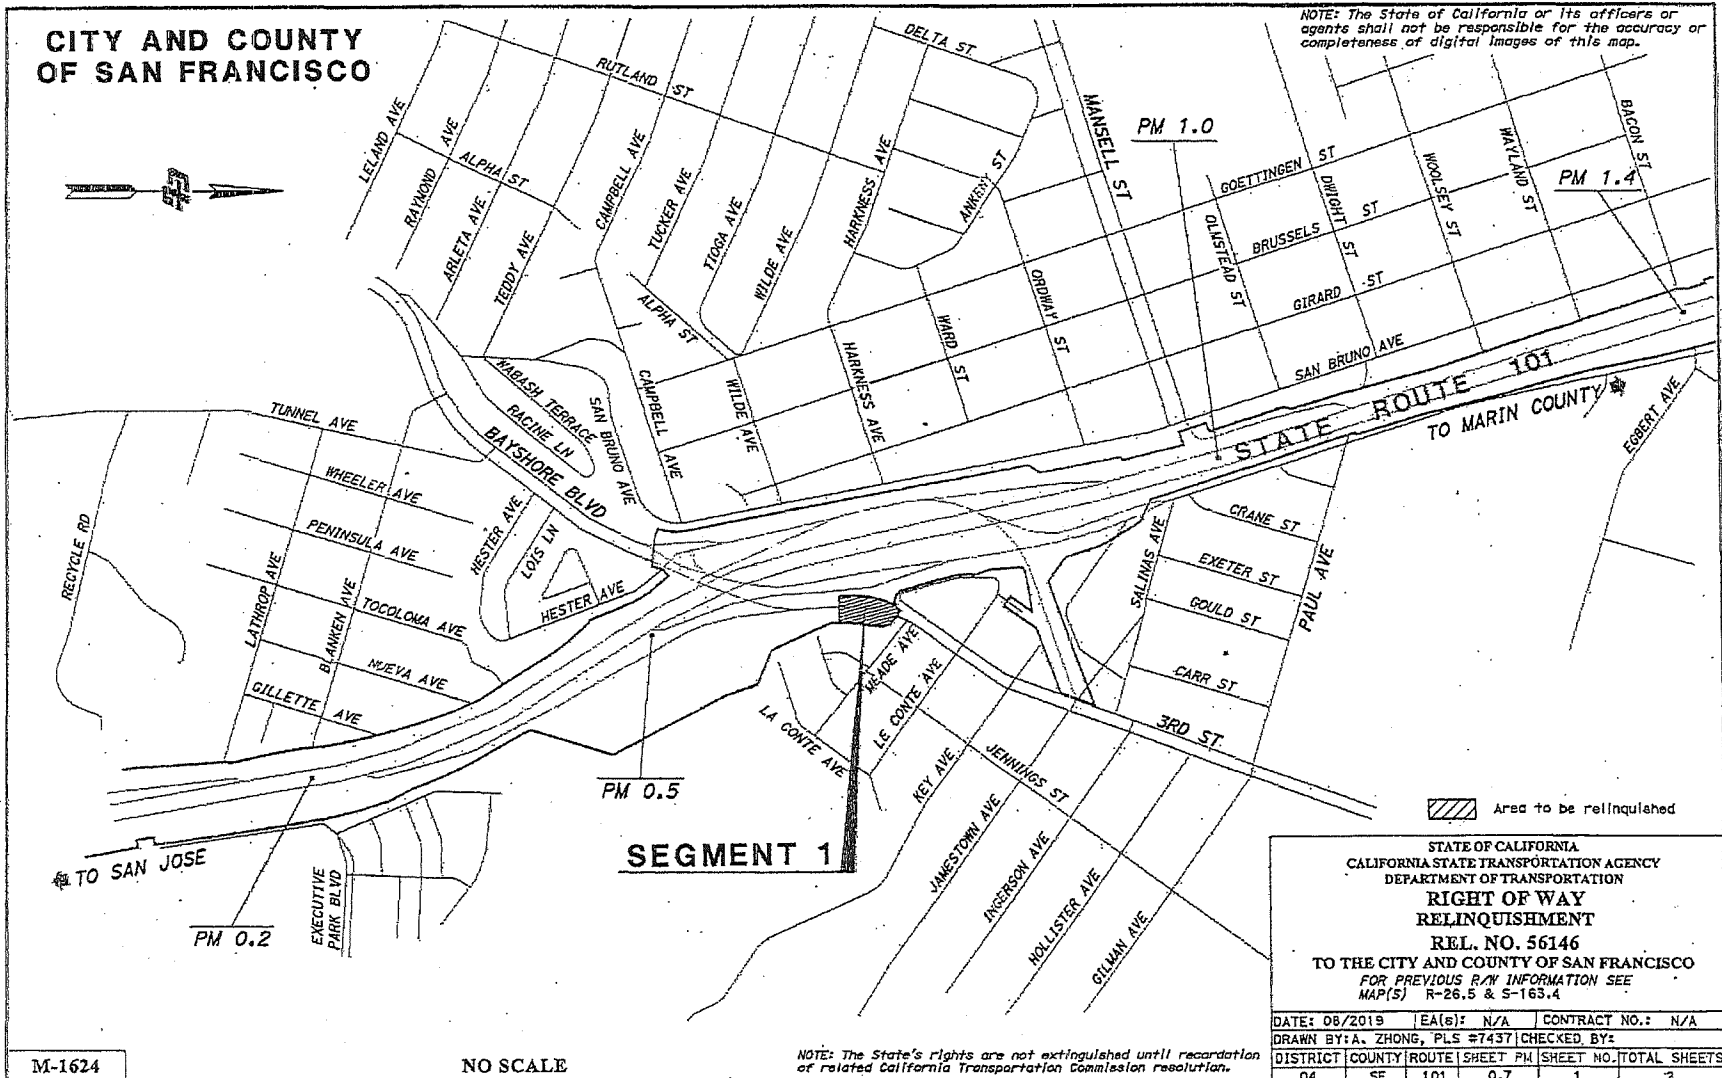 CITY AND COUNTY
OF SAN FRANCISCO
NOTE: The State of California or its officers or
agents shall not be responsible for the accuracy or
completeness of digital images of this map.
DELTA ST
RUTLAND ST
LELAND AVE
RAYMOND AVE
ALPHA ST
ARLETA AVE
TEDDY AVE
CAMPBELL AVE
TUCKER AVE
TIOGA AVE
WILDE AVE
HARKNESS AVE
ANKENY ST
MANSELL ST
PM 1.0
GOETTINGEN ST
DWIGHT ST
WOOLSEY ST
WAYLAND ST
BACON ST
PM 1.4
OLMSTEAD ST
BRUSSELS ST
GIRARD ST
ORDWAY ST
WARD ST
ALPHA ST
HARKNESS AVE
WILDE AVE
CAMPBELL AVE
SAN BRUNO AVE
STATE ROUTE 101
TO MARIN COUNTY
EGBERT AVE
WABASH TERRACE
RACINE LN
SAN BRUNO AVE
BAYSHORE BLVD
TUNNEL AVE
WHEELER AVE
PENINSULA AVE
HESTER AVE
LOIS LN
HESTER AVE
RECYCLE RD
LATHROP AVE
BLANKEN AVE
TOCOLOMA AVE
NUEVA AVE
GILLETTE AVE
SALINAS AVE
CRANE ST
EXETER ST
GOULD ST
PAUL AVE
CARR ST
MEADE AVE
LE CONTE AVE
LA CONTE AVE
3RD ST
KEY AVE
JENNINGS ST
JAMESTOWN AVE
INGERSON AVE
HOLLISTER AVE
GILMAN AVE
PM 0.5
SEGMENT 1
TO SAN JOSE
PM 0.2
EXECUTIVE
PARK BLVD
Area to be relinquished
STATE OF CALIFORNIA
CALIFORNIA STATE TRANSPORTATION AGENCY
DEPARTMENT OF TRANSPORTATION
RIGHT OF WAY
RELINQUISHMENT
REL. NO. 56146
TO THE CITY AND COUNTY OF SAN FRANCISCO
FOR PREVIOUS R/W INFORMATION SEE
MAP(S) R-26.5 & S-163.4
DATE: 08/2019 EA(s): N/A CONTRACT NO.: N/A
DRAWN BY: A. ZHONG, PLS #7437 CHECKED BY:
DISTRICT COUNTY ROUTE SHEET PM SHEET NO. TOTAL SHEETS
04 SF 101 0.7 1
M-1624
NO SCALE
NOTE: The State's rights are not extinguished until recordation
of related California Transportation Commission resolution.